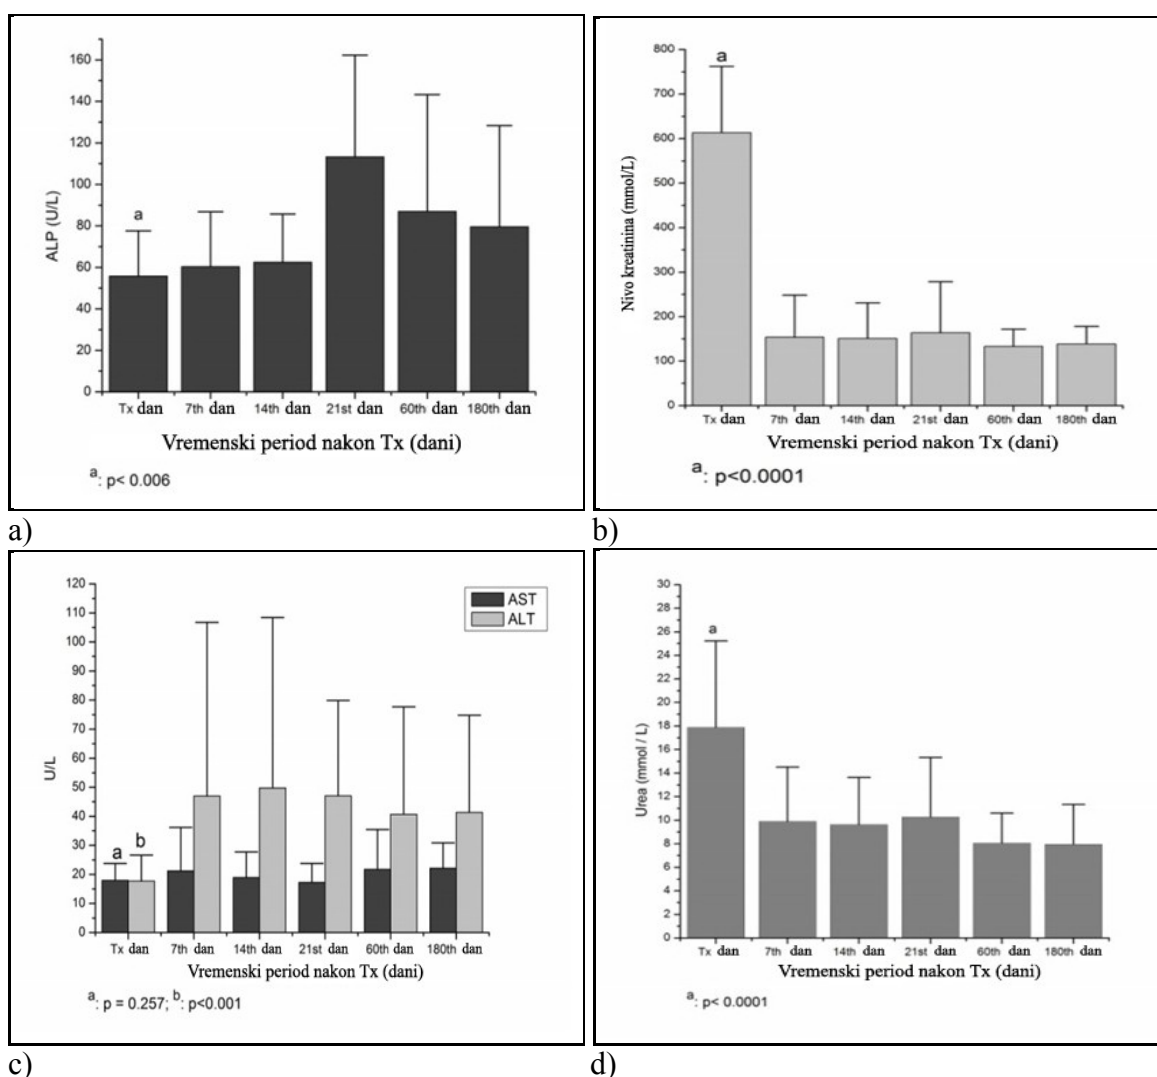 160
140
120
100
80
60
40
20
0
ALP (U/L)
a
Tx dan 7th dan 14th dan 21st dan 60th dan 180th dan
Vremenski period nakon Tx (dani)
a: p< 0.006
a)
800
700
600
500
400
300
200
100
0
Nivo kreatinina (mmol/L)
a
Tx dan 7th dan 14th dan 21st dan 60th dan 180th dan
Vremenski period nakon Tx (dani)
a: p<0.0001
b)
120
110
100
90
80
70
60
50
40
30
20
10
0
U/L
AST
ALT
a b
Tx dan 7th dan 14th dan 21st dan 60th dan 180th dan
Vremenski period nakon Tx (dani)
a: p = 0.257; b: p<0.001
c)
30
28
26
24
22
20
18
16
14
12
10
8
6
4
2
0
Urea (mmol / L)
a
Tx dan 7th dan 14th dan 21st dan 60th dan 180th dan
Vremenski period nakon Tx (dani)
a: p< 0.0001
d)